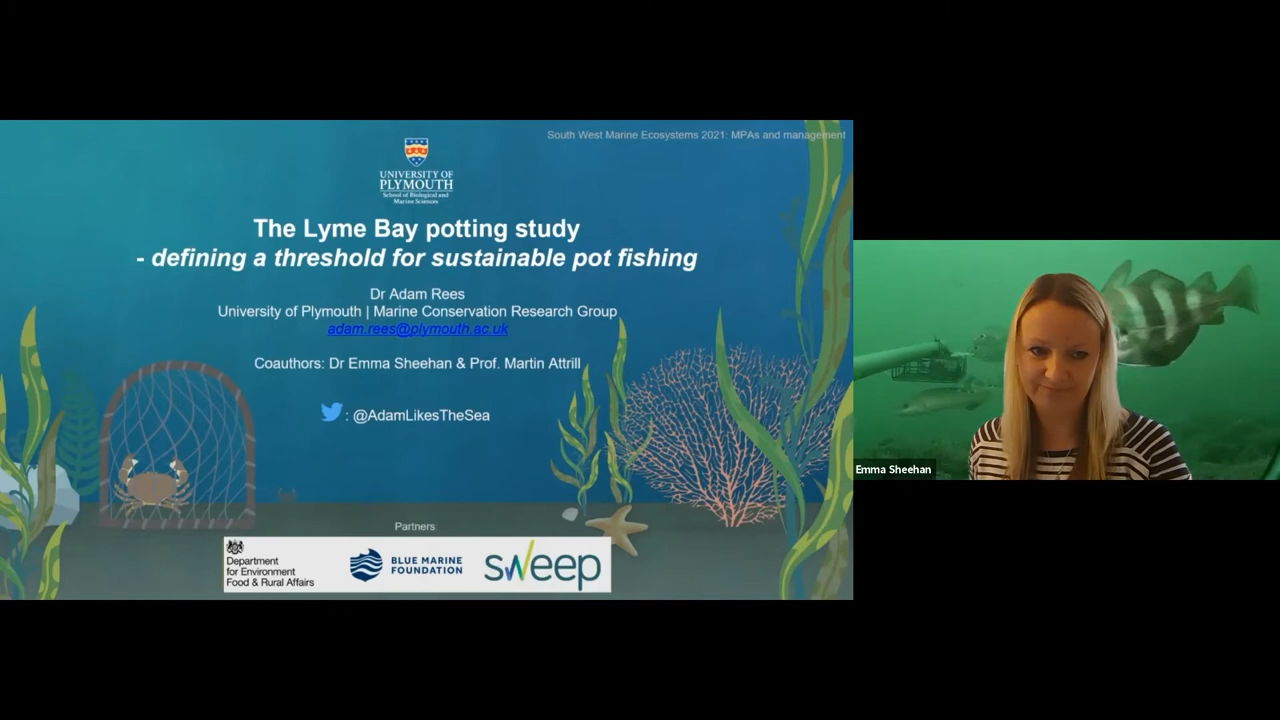 South West Marine Ecosystems 2021: MPAs and management
UNIVERSITY OF
PLYMOUTH
School of Biological and
Marine Sciences
The Lyme Bay potting study
- defining a threshold for sustainable pot fishing
Dr Adam Rees
University of Plymouth | Marine Conservation Research Group
adam.rees@plymouth.ac.uk
Coauthors: Dr Emma Sheehan & Prof. Martin Attrill
: @AdamLikesTheSea
Emma Sheehan
Partners:
Department
for Environment
Food & Rural Affairs
BLUE MARINE
FOUNDATION
sweep